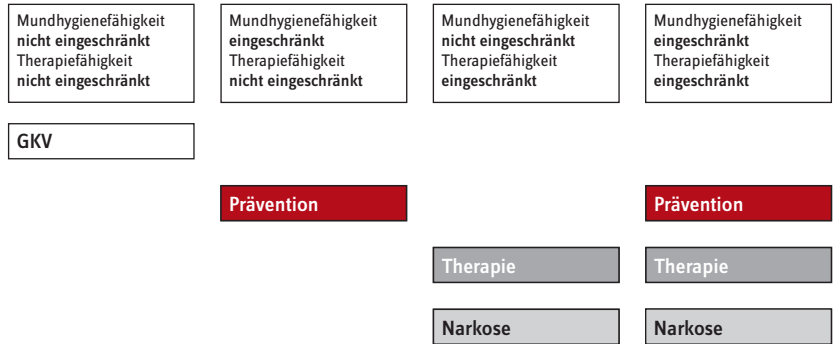 Mundhygienefähigkeit
nicht eingeschränkt
Therapiefähigkeit
nicht eingeschränkt
Mundhygienefähigkeit
eingeschränkt
Therapiefähigkeit
nicht eingeschränkt
Mundhygienefähigkeit
nicht eingeschränkt
Therapiefähigkeit
eingeschränkt
Mundhygienefähigkeit
eingeschränkt
Therapiefähigkeit
eingeschränkt
GKV
Prävention
Prävention
Therapie
Therapie
Narkose
Narkose